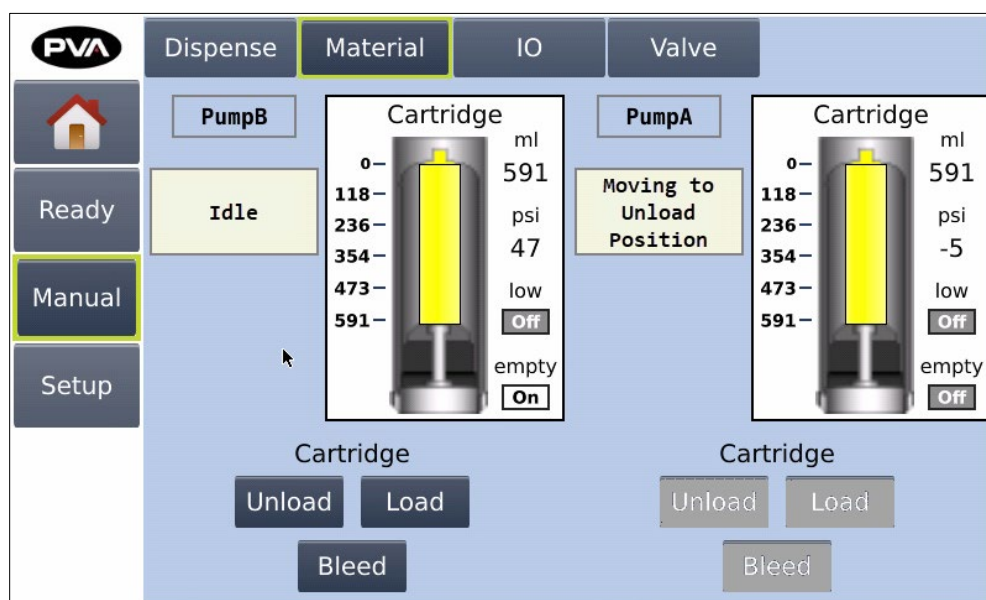 PVA
Dispense
Material
IO
Valve
Ready
Manual
Setup
PumpB
Idle
Cartridge
0
118
236
354
473
591
ml
591
psi
47
low
Off
empty
On
Cartridge
Unload
Load
Bleed
PumpA
Moving to
Unload
Position
Cartridge
0
118
236
354
473
591
ml
591
psi
-5
low
Off
empty
Off
Cartridge
Unload
Load
Bleed